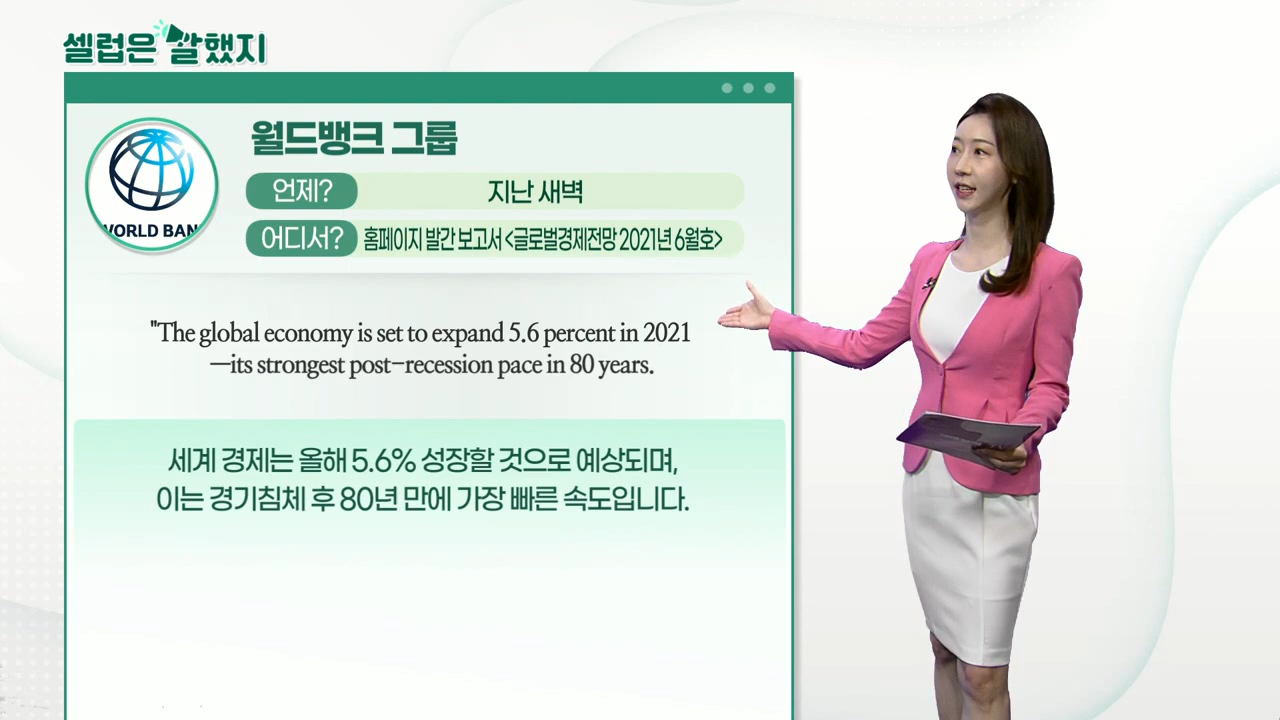 셀럽은 말했지
월드뱅크 그룹
WORLD BAN
언제?
지난 새벽
어디서?
홈페이지 발간 보고서 <글로벌경제전망 2021년 6월호>
"The global economy is set to expand 5.6 percent in 2021
—its strongest post-recession pace in 80 years.
세계 경제는 올해 5.6% 성장할 것으로 예상되며,
이는 경기침체 후 80년 만에 가장 빠른 속도입니다.